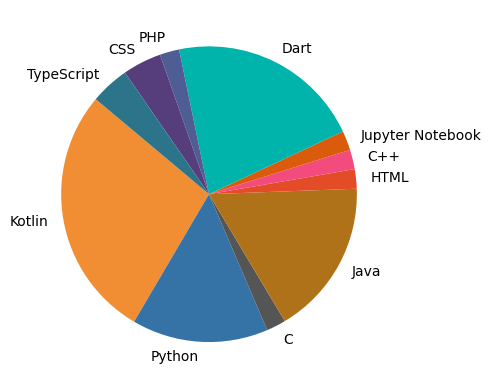 PHP
CSS
Dart
TypeScript
Jupyter Notebook
C++
HTML
Kotlin
Java
C
Python